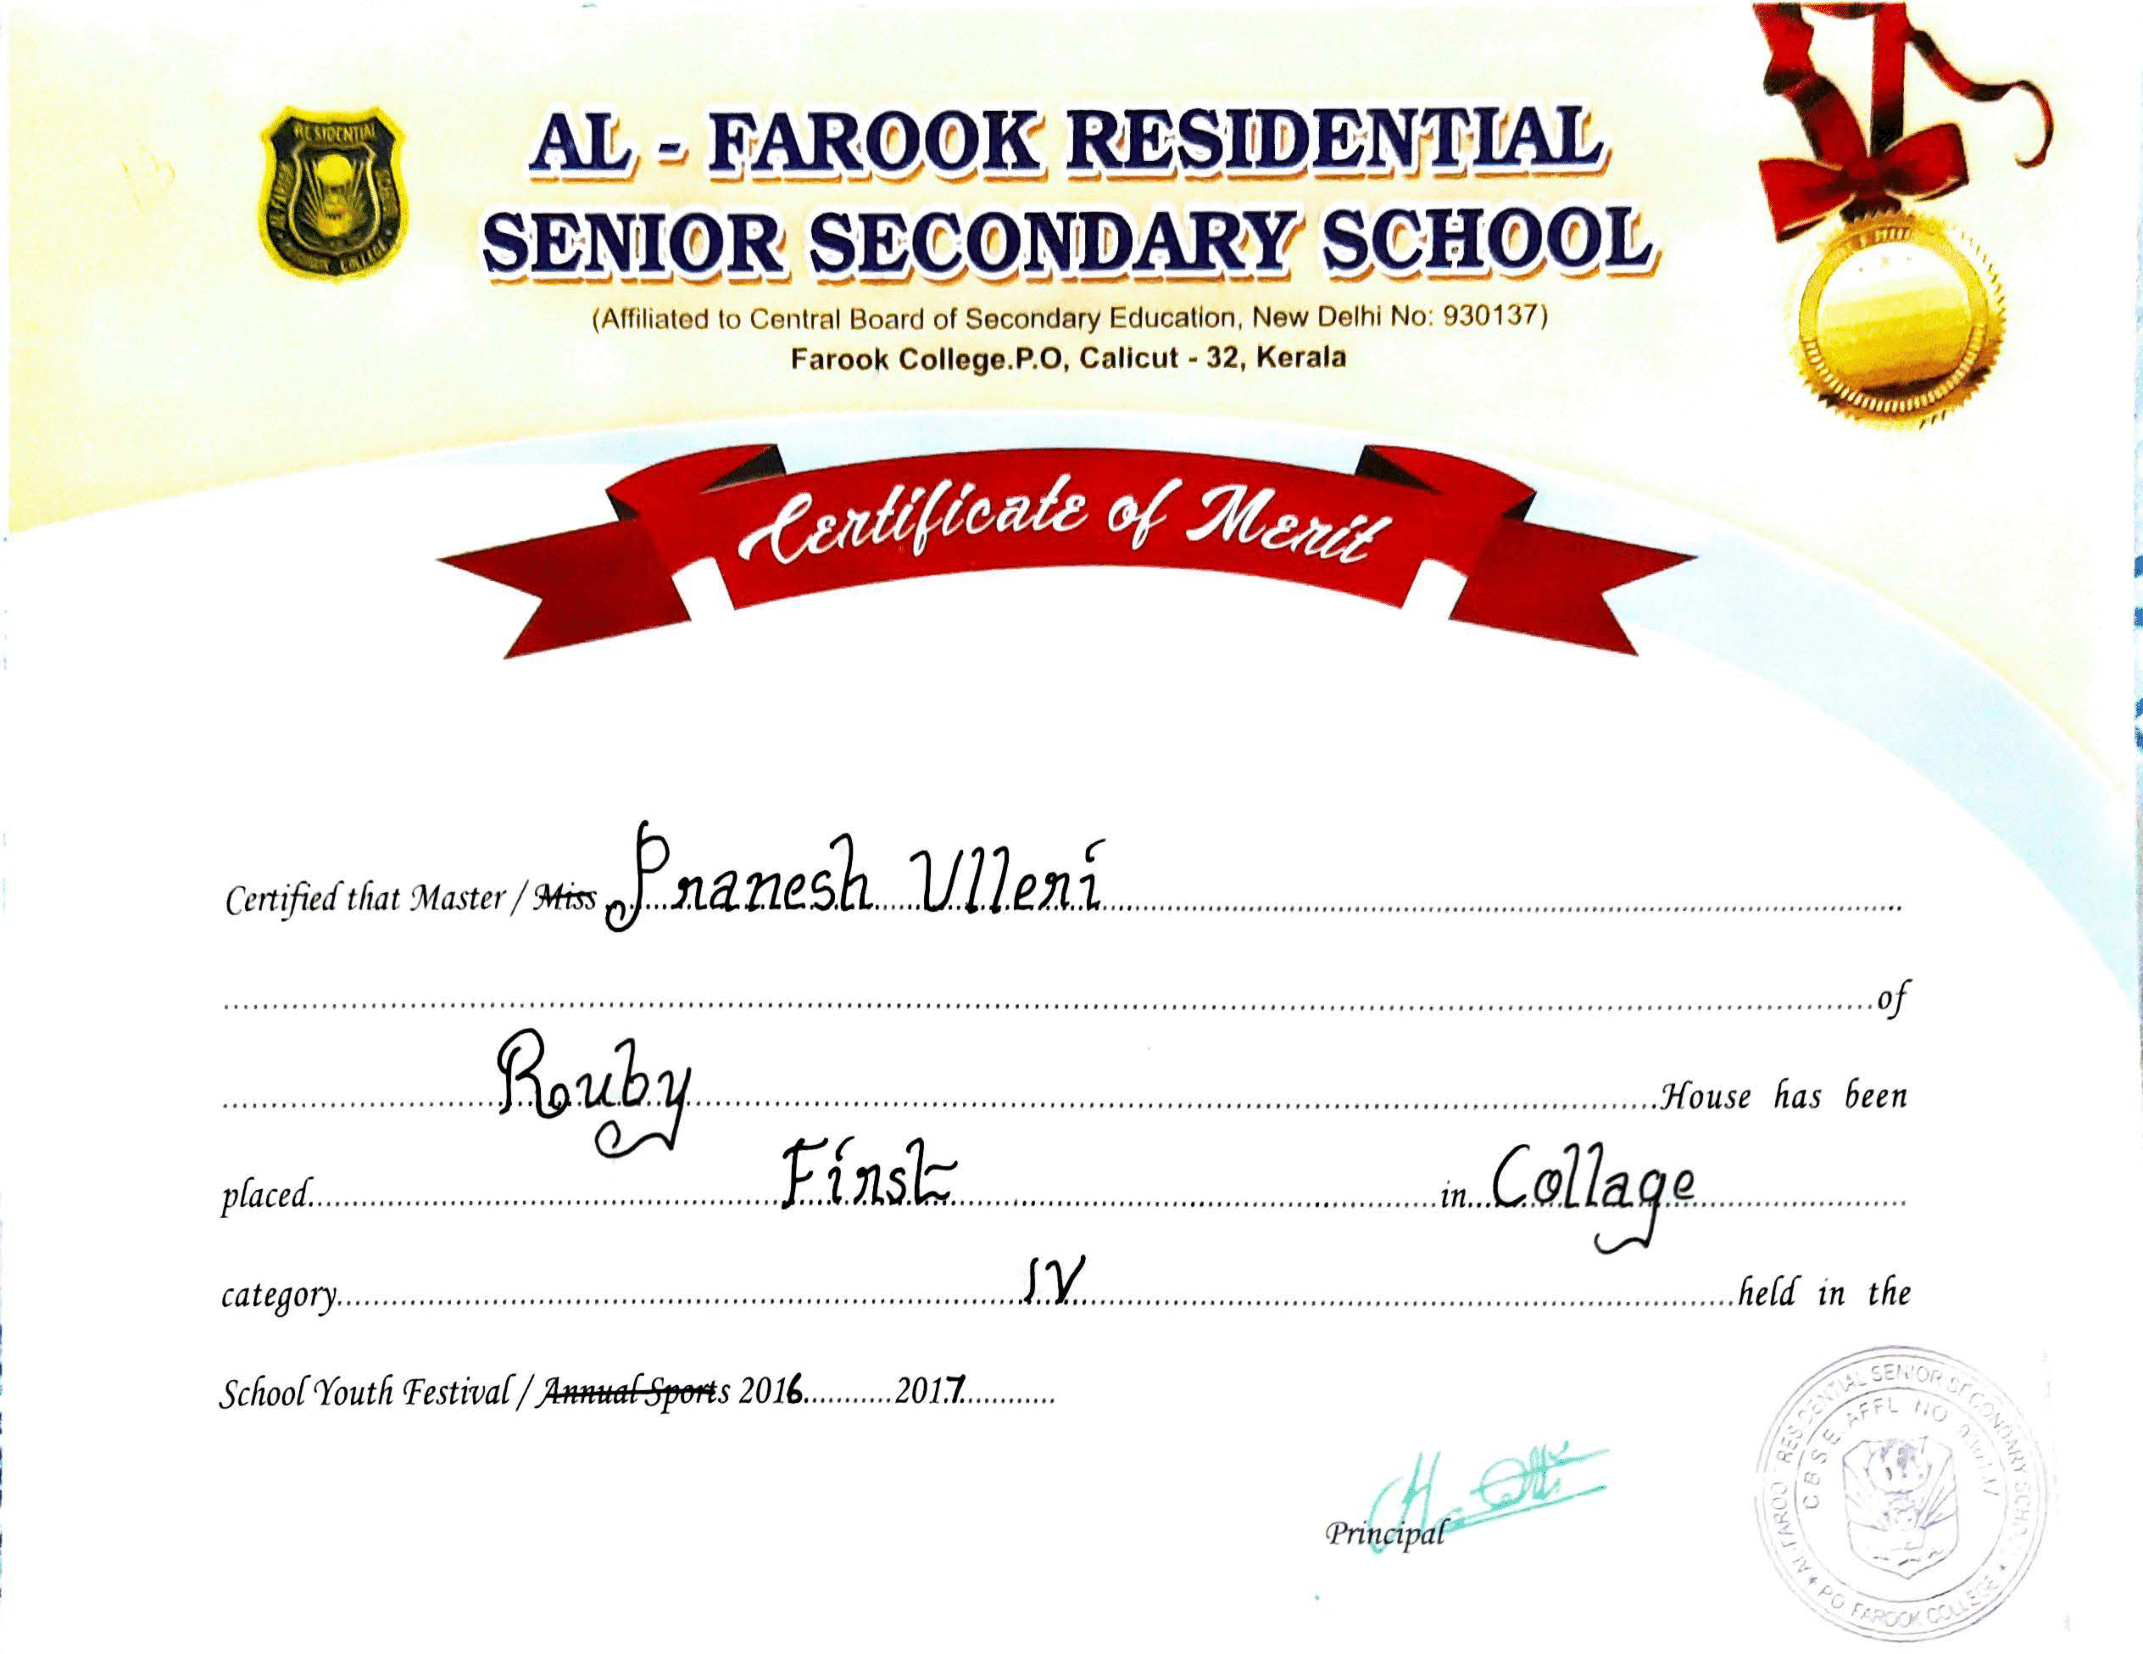 RESIDENTIAL
COLLEGE
AL - FAROOK RESIDENTIAL
SENIOR SECONDARY SCHOOL
(Affiliated to Central Board of Secondary Education, New Delhi No: 930137)
Farook College.P.O, Calicut - 32, Kerala
Certificate of Merit
Certified that Master / Miss Pranesh Ulleri
of
Rouby House has been
placed First in Collage
category IV held in the
School Youth Festival / Annual Sports 2016 2017
Principal
AL-FAROOK RESIDENTIAL SENIOR SECONDARY SCHOOL
CBSE AFFL NO
PO FAROOK COLLEGE